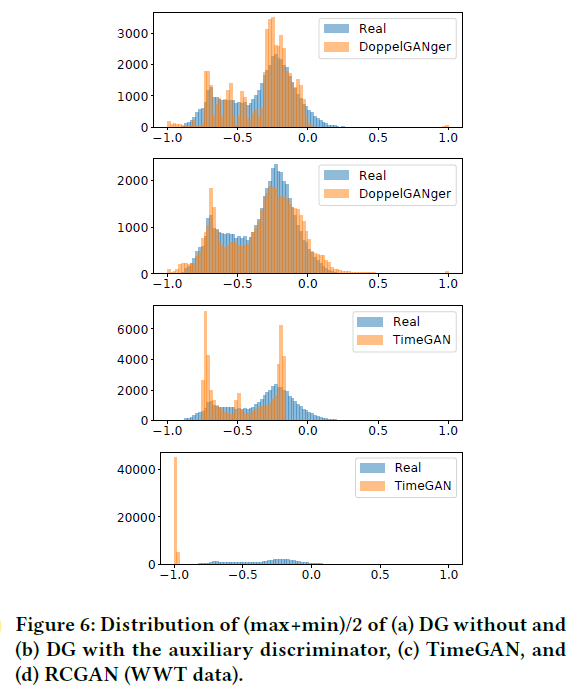 Real
DoppelGANger
3000
2000
1000
0
−1.0 −0.5 0.0 0.5 1.0
Real
DoppelGANger
2000
1000
0
−1.0 −0.5 0.0 0.5 1.0
Real
TimeGAN
6000
4000
2000
0
−1.0 −0.5 0.0 0.5 1.0
Real
TimeGAN
40000
20000
0
−1.0 −0.5 0.0 0.5 1.0
Figure 6: Distribution of (max+min)/2 of (a) DG without and
(b) DG with the auxiliary discriminator, (c) TimeGAN, and
(d) RCGAN (WWT data).